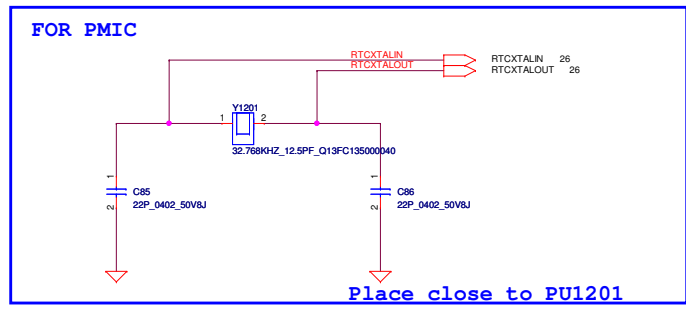 FOR PMIC
RTCXTALIN
RTCXTALIN 26
RTCXTALOUT
RTCXTALOUT 26
Y1201
1
2
32.768KHZ_12.5PF_Q13FC135000040
1
C85
2
22P_0402_50V8J
1
C86
2
22P_0402_50V8J
Place close to PU1201